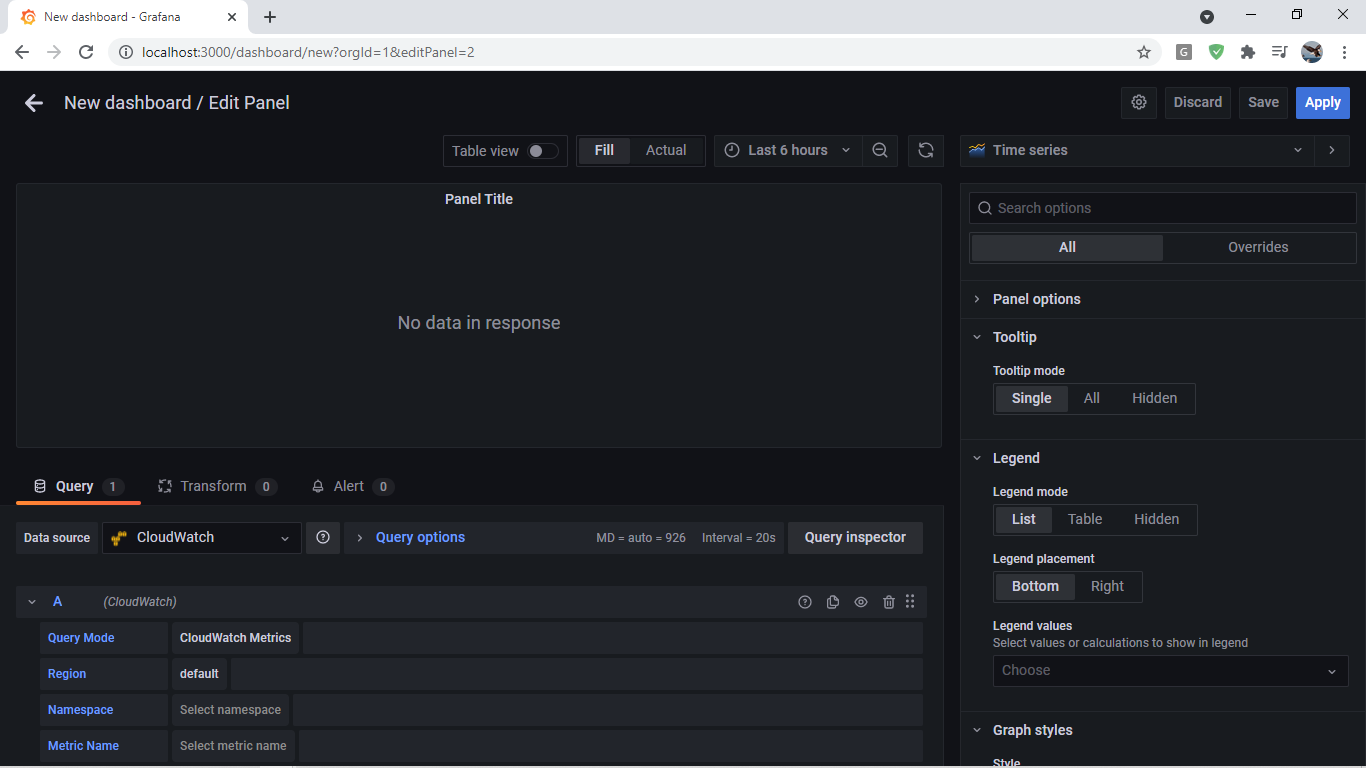 New dashboard - Grafana
localhost:3000/dashboard/new?orgId=1&editPanel=2
G
New dashboard / Edit Panel
Discard
Save
Apply
Table view
Fill
Actual
Last 6 hours
Time series
Panel Title
No data in response
Search options
All
Overrides
Panel options
Tooltip
Tooltip mode
Single
All
Hidden
Legend
Legend mode
List
Table
Hidden
Legend placement
Bottom
Right
Legend values
Select values or calculations to show in legend
Choose
Graph styles
Style
Query 1
Transform 0
Alert 0
Data source
CloudWatch
Query options
MD = auto = 926
Interval = 20s
Query inspector
A
(CloudWatch)
Query Mode
CloudWatch Metrics
Region
default
Namespace
Select namespace
Metric Name
Select metric name